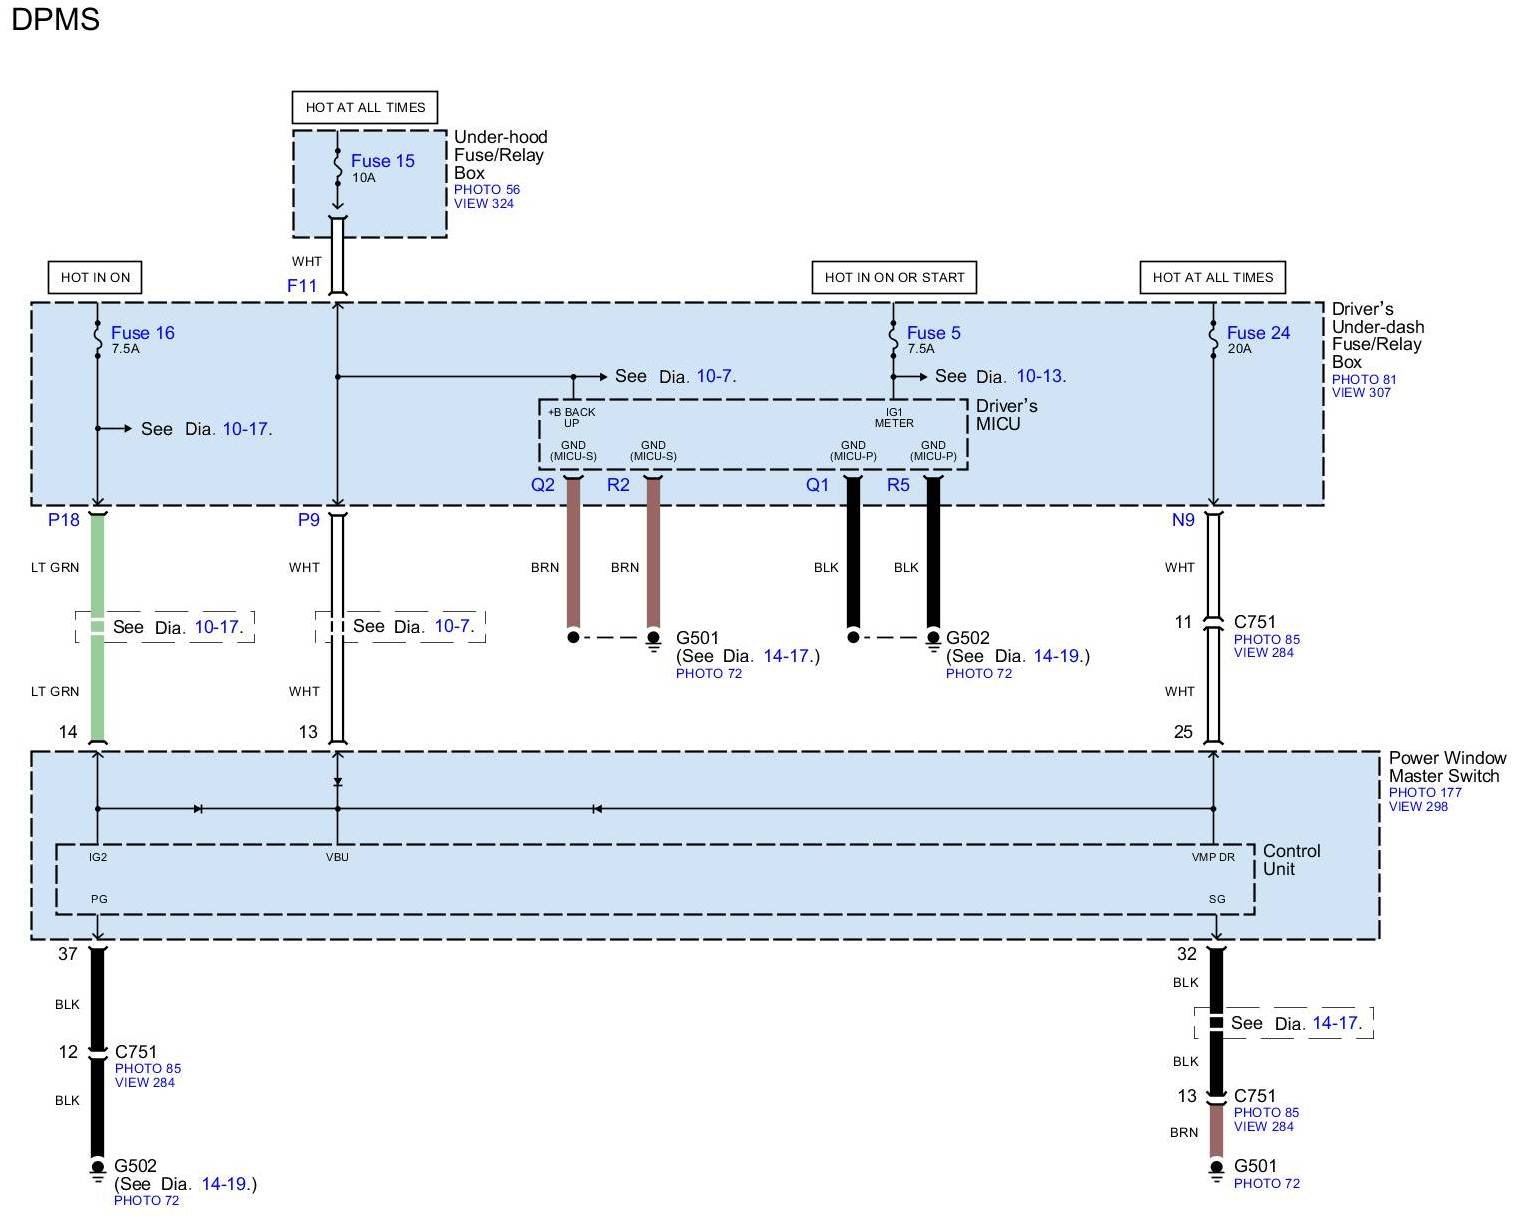 DPMS
HOT AT ALL TIMES
Under-hood
Fuse/Relay
Box
PHOTO 56
VIEW 324
Fuse 15
10A
WHT
F11
HOT IN ON
HOT IN ON OR START
HOT AT ALL TIMES
Fuse 16
7.5A
Fuse 5
7.5A
Fuse 24
20A
Driver's
Under-dash
Fuse/Relay
Box
PHOTO 81
VIEW 307
See Dia. 10-7.
See Dia. 10-13.
See Dia. 10-17.
Driver's
MICU
+B BACK
UP
IG1
METER
GND
(MICU-S)
GND
(MICU-S)
GND
(MICU-P)
GND
(MICU-P)
Q2
R2
Q1
R5
P18
P9
N9
LT GRN
WHT
BRN
BRN
BLK
BLK
WHT
See Dia. 10-17.
See Dia. 10-7.
G501
(See Dia. 14-17.)
PHOTO 72
G502
(See Dia. 14-19.)
PHOTO 72
11
C751
PHOTO 85
VIEW 284
LT GRN
WHT
WHT
14
13
25
Power Window
Master Switch
PHOTO 177
VIEW 298
IG2
VBU
VMP DR
Control
Unit
PG
SG
37
32
BLK
BLK
See Dia. 14-17.
12
C751
PHOTO 85
VIEW 284
BLK
BLK
13
C751
PHOTO 85
VIEW 284
BRN
G502
(See Dia. 14-19.)
PHOTO 72
G501
PHOTO 72